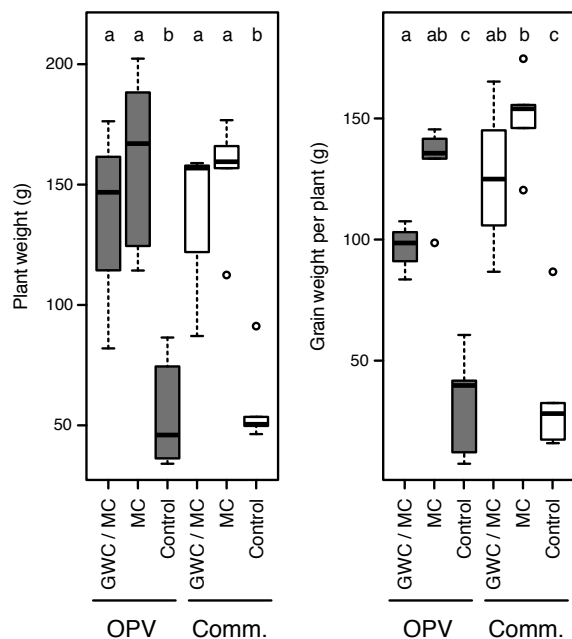 a a b a a b
200
150
100
50
Plant weight (g)
GWC / MC
MC
Control
GWC / MC
MC
Control
OPV
Comm.
a ab c ab b c
150
100
50
Grain weight per plant (g)
GWC / MC
MC
Control
GWC / MC
MC
Control
OPV
Comm.